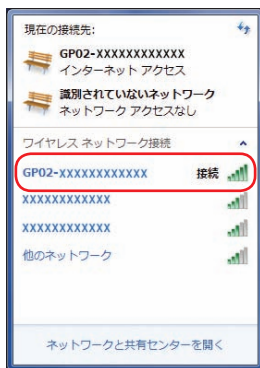 現在の接続先:
GP02-XXXXXXXXXXXX
インターネット アクセス
識別されていないネットワーク
ネットワーク アクセスなし
ワイヤレス ネットワーク接続
GP02-XXXXXXXXXXXX 接続
XXXXXXXXXXXX
XXXXXXXXXXXX
他のネットワーク
ネットワークと共有センターを開く